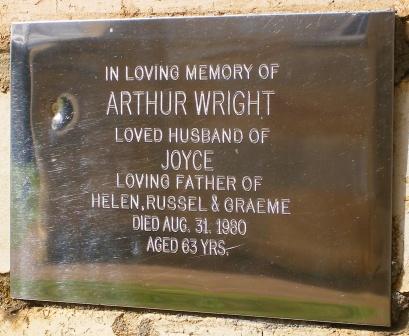 IN LOVING MEMORY OF
ARTHUR WRIGHT
LOVED HUSBAND OF
JOYCE
LOVING FATHER OF
HELEN, RUSSEL & GRAEME
DIED AUG. 31. 1980
AGED 63 YRS.